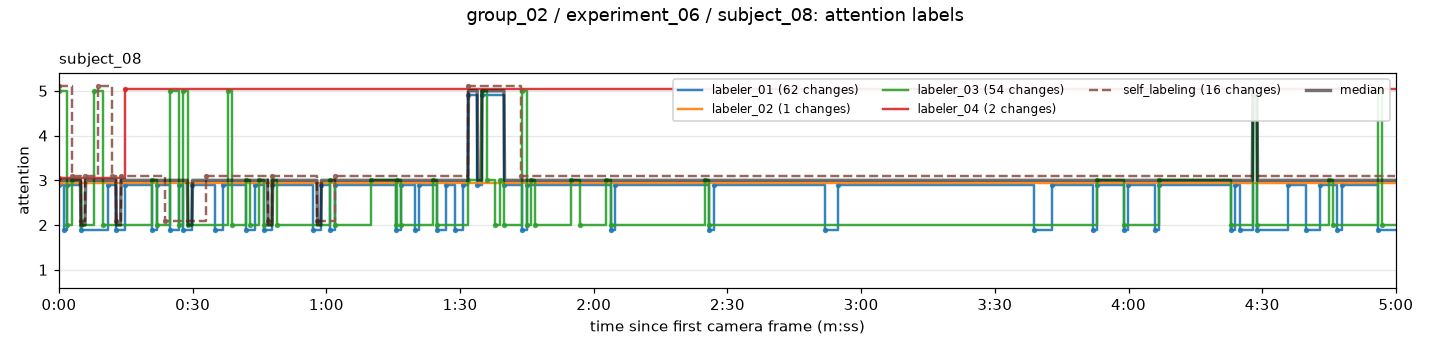 group_02 / experiment_06 / subject_08: attention labels
subject_08
labeler_01 (62 changes)
labeler_02 (1 changes)
labeler_03 (54 changes)
labeler_04 (2 changes)
self_labeling (16 changes)
median
attention
5
4
3
2
1
0:00 0:30 1:00 1:30 2:00 2:30 3:00 3:30 4:00 4:30 5:00
time since first camera frame (m:ss)